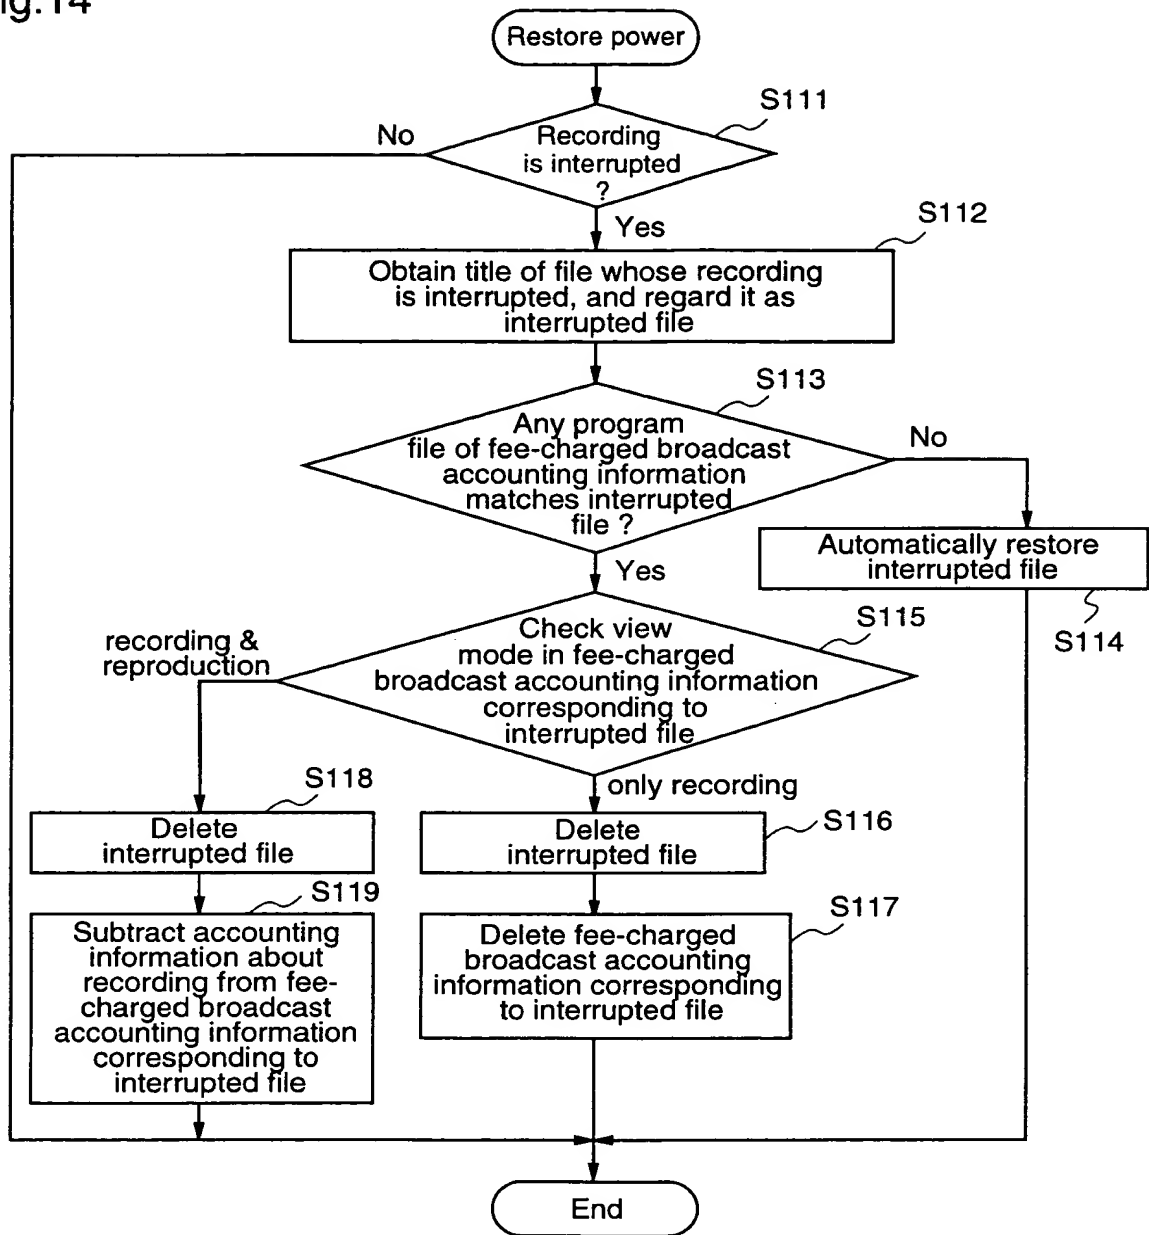 ig.14
Restore power
S111
No
Recording
is interrupted
?
Yes
S112
Obtain title of file whose recording
is interrupted, and regard it as
interrupted file
S113
Any program
file of fee-charged broadcast
accounting information
matches interrupted
file ?
No
Yes
Automatically restore
interrupted file
S114
S115
Check view
mode in fee-charged
broadcast accounting information
corresponding to
interrupted file
recording &
reproduction
only recording
S118
Delete
interrupted file
S116
Delete
interrupted file
S119
Subtract accounting
information about
recording from fee-
charged broadcast
accounting information
corresponding to
interrupted file
S117
Delete fee-charged
broadcast accounting
information corresponding
to interrupted file
End